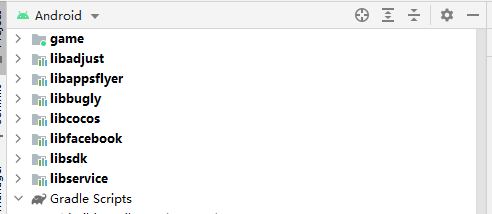 Android
game
libadjust
libappsflyer
libbugly
libcocos
libfacebook
libsdk
libservice
Gradle Scripts